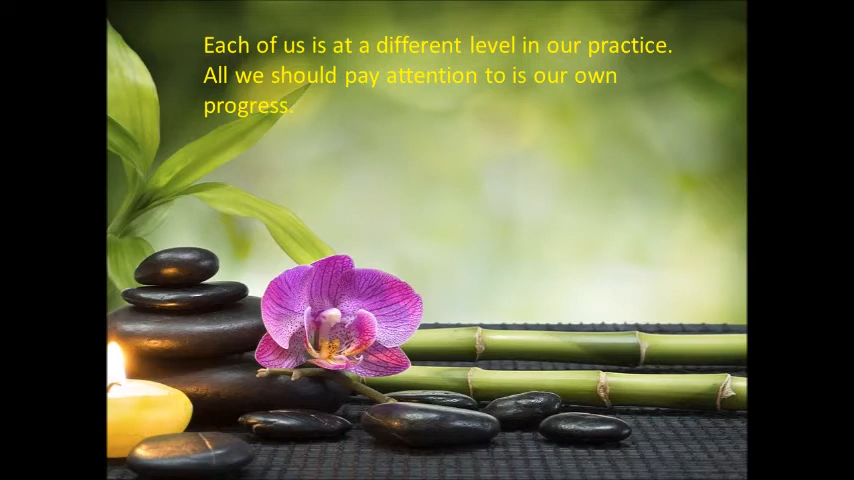 Each of us is at a different level in our practice.
All we should pay attention to is our own
progress.